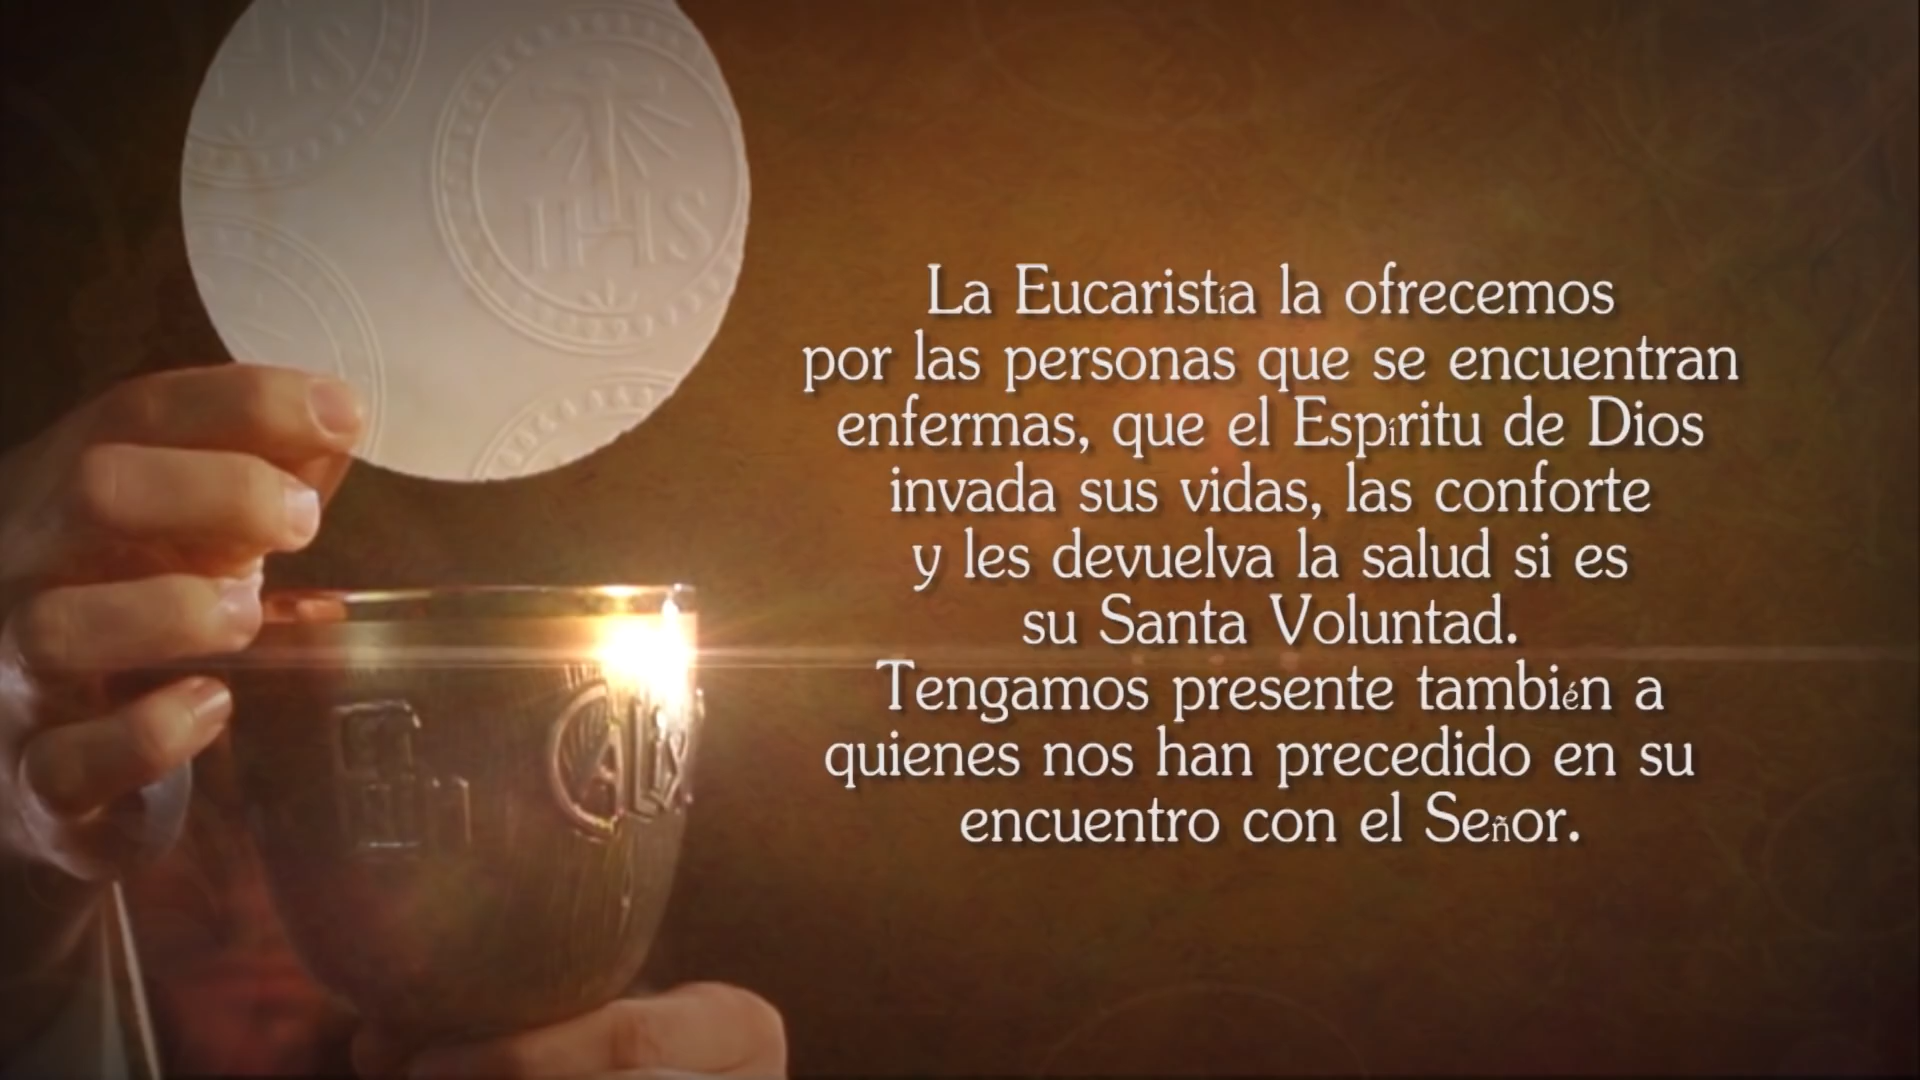 IHS
La Eucaristía la ofrecemos
por las personas que se encuentran
enfermas, que el Espíritu de Dios
invada sus vidas, las conforte
y les devuelva la salud si es
su Santa Voluntad.
Tengamos presente también a
quienes nos han precedido en su
encuentro con el Señor.